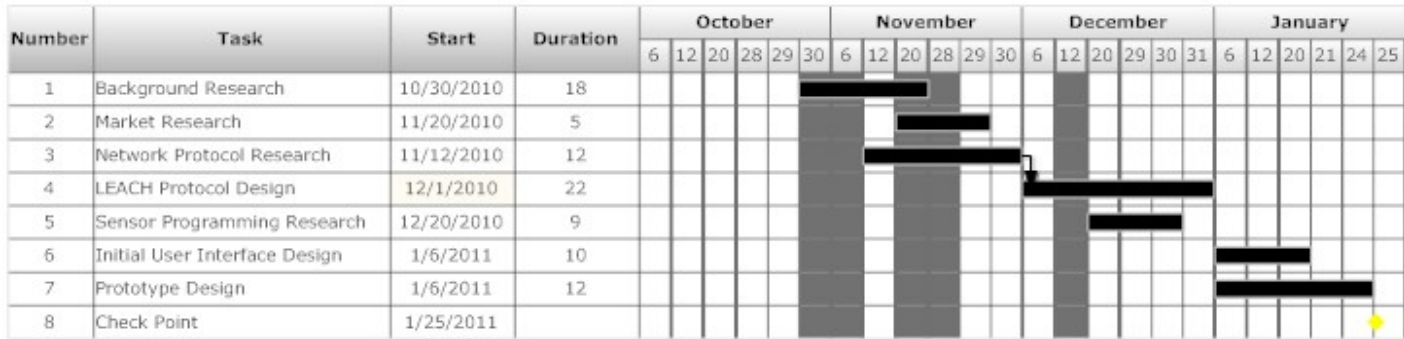 October November December January
Number Task Start Duration
6 12 20 28 29 30 6 12 20 28 29 30 6 12 20 29 30 31 6 12 20 21 24 25
1 Background Research 10/30/2010 18
2 Market Research 11/20/2010 5
3 Network Protocol Research 11/12/2010 12
4 LEACH Protocol Design 12/1/2010 22
5 Sensor Programming Research 12/20/2010 9
6 Initial User Interface Design 1/6/2011 10
7 Prototype Design 1/6/2011 12
8 Check Point 1/25/2011